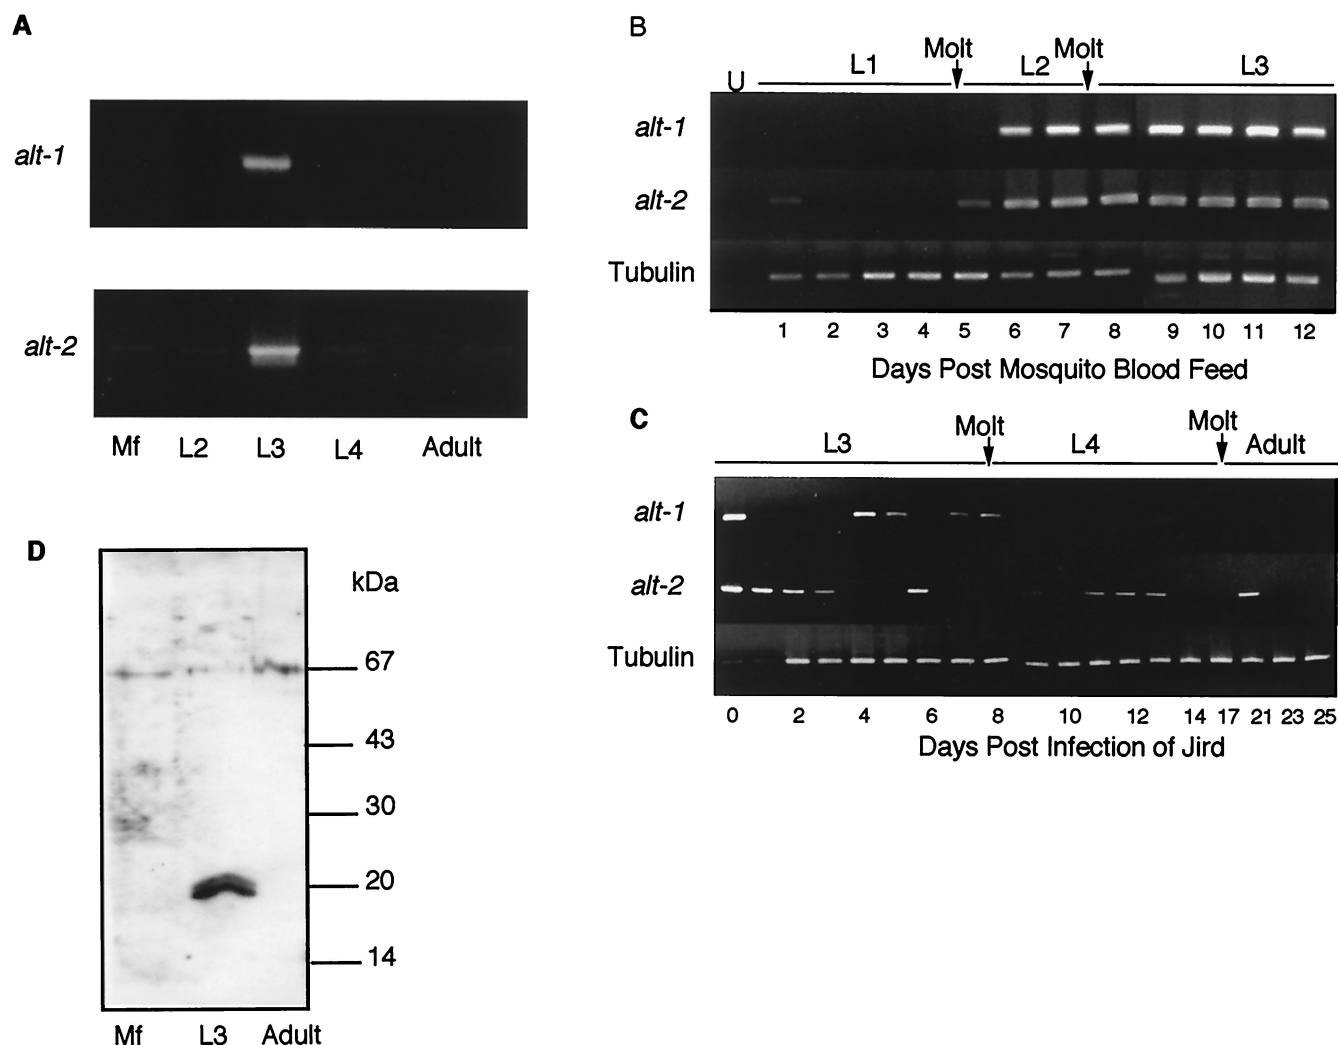 A
alt-1
alt-2
Mf L2 L3 L4 Adult
B
U L1 Molt L2 Molt L3
alt-1
alt-2
Tubulin
1 2 3 4 5 6 7 8 9 10 11 12
Days Post Mosquito Blood Feed
C
L3 Molt L4 Molt Adult
alt-1
alt-2
Tubulin
0 2 4 6 8 10 12 14 17 21 23 25
Days Post Infection of Jird
D
kDa
67
43
30
20
14
Mf L3 Adult